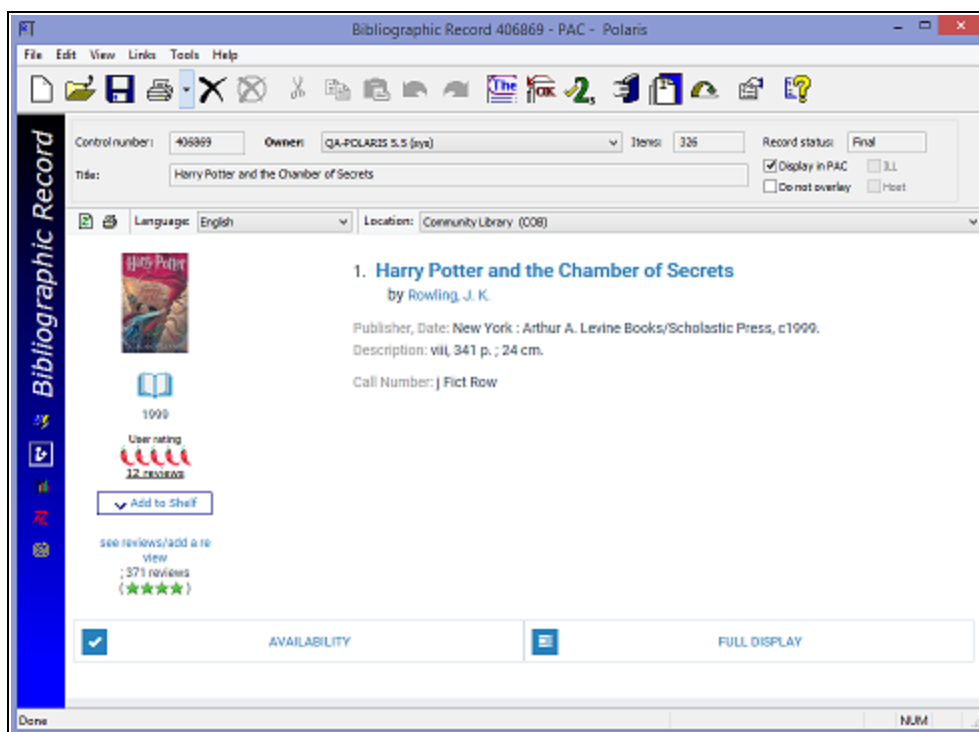 Bibliographic Record 406869 - PAC - Polaris
File Edit View Links Tools Help
Bibliographic Record
Control number: 406869 Owner: QA-POLARIS 5.5 (sys) Items: 326 Record status: Final
Title: Harry Potter and the Chamber of Secrets
Display in PAC ILL
Do not overlay Host
Language: English Location: Community Library (COB)
Harry Potter
1. Harry Potter and the Chamber of Secrets
by Rowling, J. K.
Publisher, Date: New York : Arthur A. Levine Books/Scholastic Press, c1999.
Description: viii, 341 p. ; 24 cm.
Call Number: j Fict Row
1999
User rating
12 reviews
Add to Shelf
see reviews/add a re
view
; 371 reviews
(★★★★)
AVAILABILITY FULL DISPLAY
Done NUM